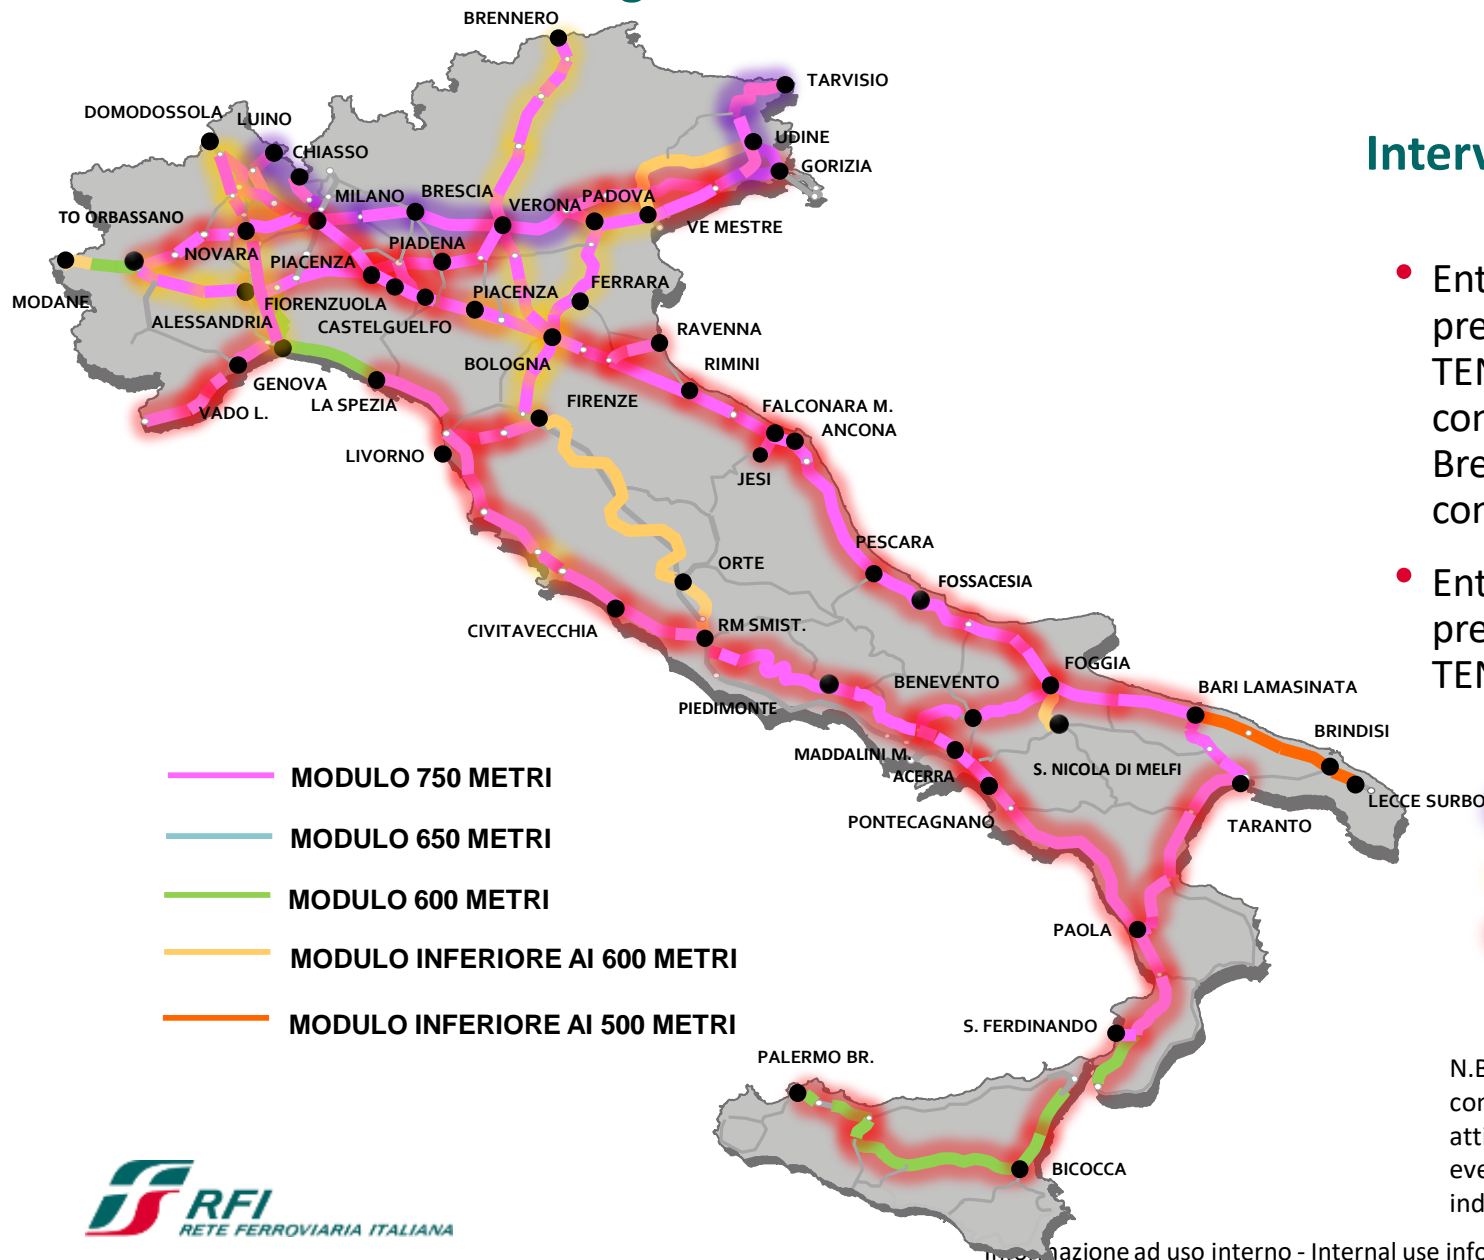 BRENNERO
TARVISIO
DOMODOSSOLA
LUINO
UDINE
CHIASSO
GORIZIA
MILANO
BRESCIA
VERONA
PADOVA
TO ORBASSANO
VE MESTRE
PIADENA
NOVARA
PIACENZA
MODANE
FIORENZUOLA
PIACENZA
FERRARA
ALESSANDRIA
CASTELGUELFO
RAVENNA
BOLOGNA
RIMINI
GENOVA
LA SPEZIA
VADO L.
FIRENZE
FALCONARA M.
ANCONA
LIVORNO
JESI
PESCARA
ORTE
FOSSACESIA
CIVITAVECCHIA
RM SMIST.
FOGGIA
BENEVENTO
BARI LAMASINATA
PIEDIMONTE
BRINDISI
MADDALINI M.
ACERRA
S. NICOLA DI MELFI
LECCE SURBO
PONTECAGNANO
TARANTO
PAOLA
S. FERDINANDO
PALERMO BR.
BICOCCA
MODULO 750 METRI
MODULO 650 METRI
MODULO 600 METRI
MODULO INFERIORE AI 600 METRI
MODULO INFERIORE AI 500 METRI
RFI
RETE FERROVIARIA ITALIANA
Interv
• Ent
pre
TEN
con
Bre
con
• Ent
pre
TEN
N.B
con
atti
eve
ind
Informazione ad uso interno - Internal use info